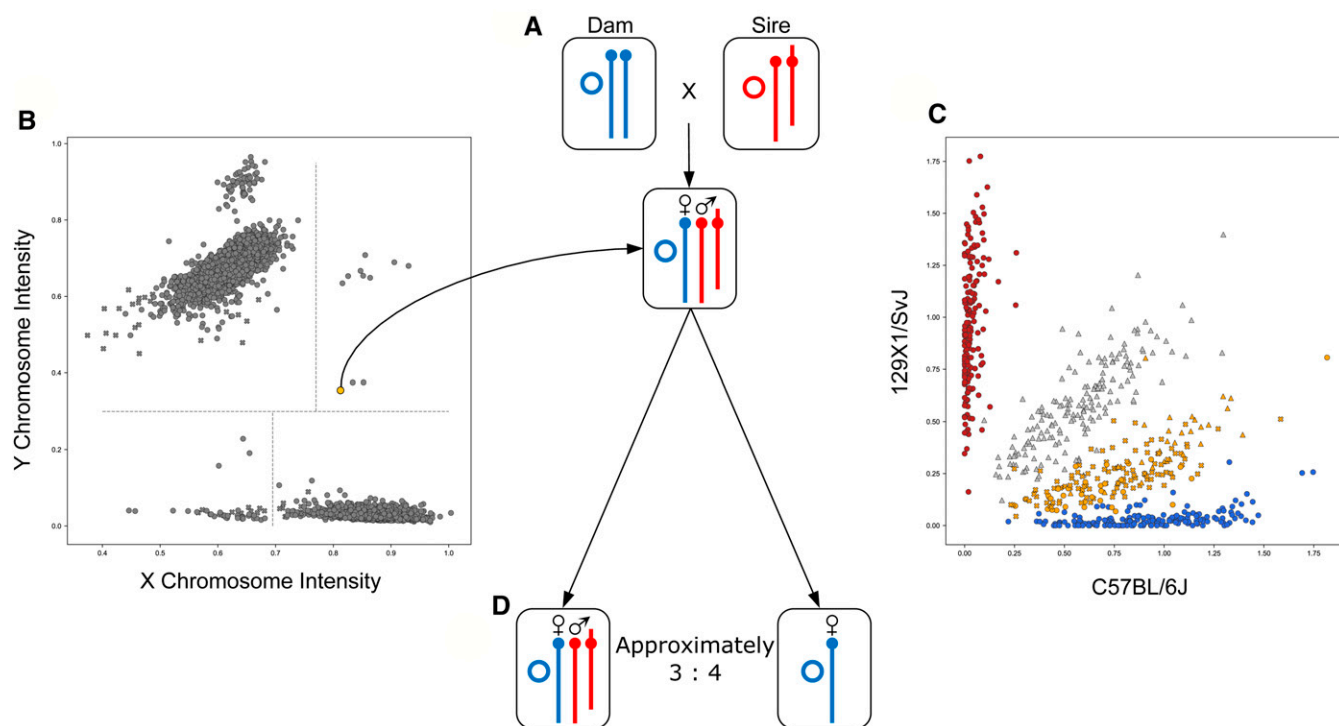 A
Dam
Sire
X
♀ ♂
B
1.0
0.8
0.6
0.4
0.2
0.0
0.4
0.5
0.6
0.7
0.8
0.9
1.0
Y Chromosome Intensity
X Chromosome Intensity
C
1.75
1.50
1.25
1.00
0.75
0.50
0.25
0.00
0.00
0.25
0.50
0.75
1.00
1.25
1.50
1.75
129X1/SvJ
C57BL/6J
D
♀ ♂
Approximately
3 : 4
♀